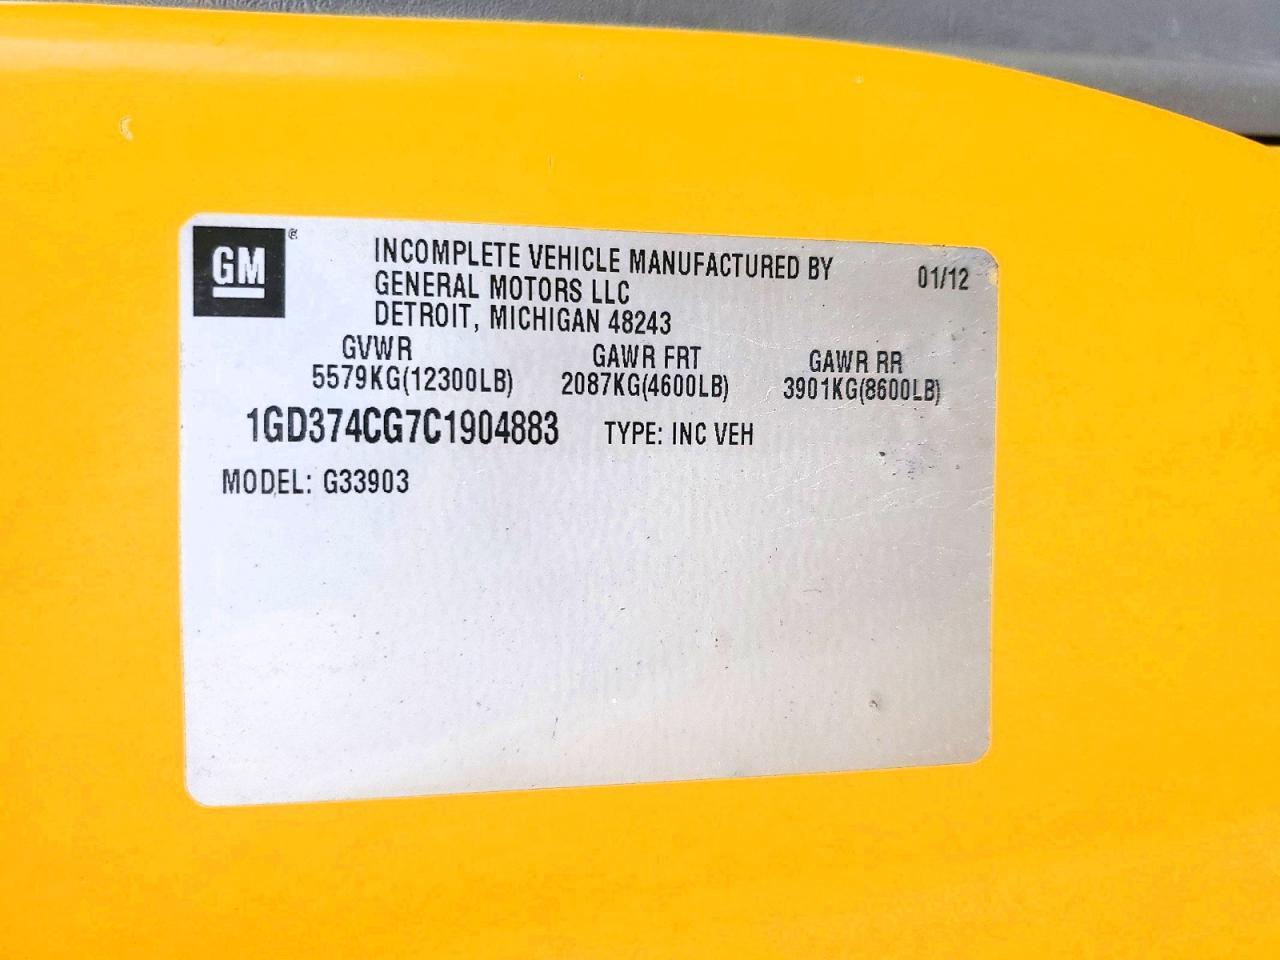 GM®
INCOMPLETE VEHICLE MANUFACTURED BY 01/12
GENERAL MOTORS LLC
DETROIT, MICHIGAN 48243
GVWR GAWR FRT GAWR RR
5579KG(12300LB) 2087KG(4600LB) 3901KG(8600LB)
1GD374CG7C1904883 TYPE: INC VEH
MODEL: G33903